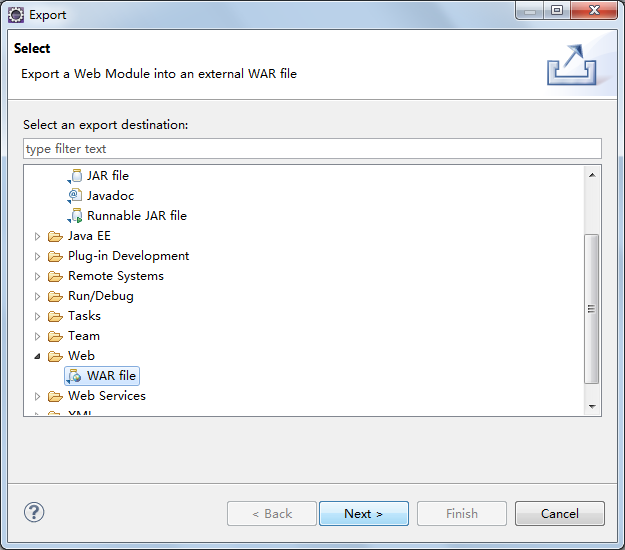 Export
Select
Export a Web Module into an external WAR file
Select an export destination:
type filter text
JAR file
Javadoc
Runnable JAR file
Java EE
Plug-in Development
Remote Systems
Run/Debug
Tasks
Team
Web
WAR file
Web Services
XML
< Back
Next >
Finish
Cancel